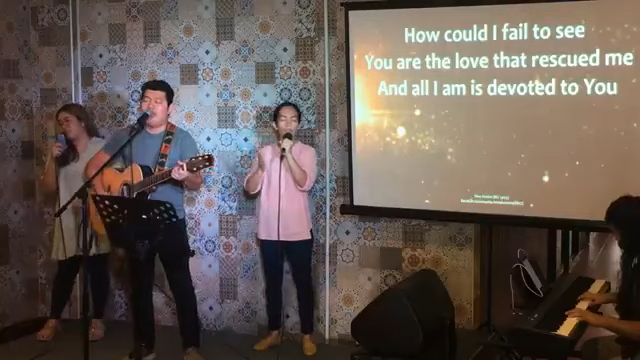 How could I fail to see
You are the love that rescued me
And all I am is devoted to You